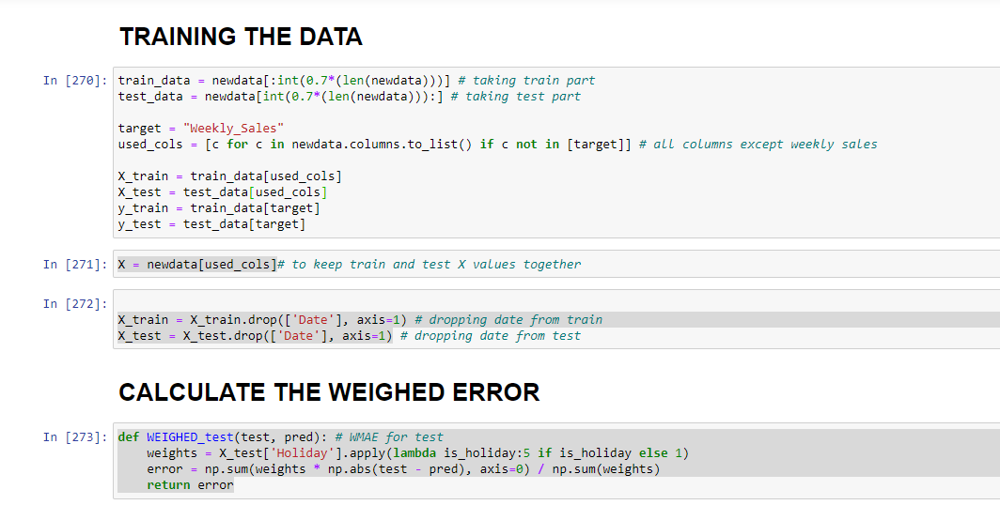 TRAINING THE DATA
In [270]: train_data = newdata[:int(0.7*(len(newdata)))] # taking train part
test_data = newdata[int(0.7*(len(newdata))):] # taking test part
target = "Weekly_Sales"
used_cols = [c for c in newdata.columns.to_list() if c not in [target]] # all columns except weekly sales
X_train = train_data[used_cols]
X_test = test_data[used_cols]
y_train = train_data[target]
y_test = test_data[target]
In [271]: X = newdata[used_cols]# to keep train and test X values together
In [272]:
X_train = X_train.drop(['Date'], axis=1) # dropping date from train
X_test = X_test.drop(['Date'], axis=1) # dropping date from test
CALCULATE THE WEIGHED ERROR
In [273]: def WEIGHED_test(test, pred): # WMAE for test
weights = X_test['Holiday'].apply(lambda is_holiday:5 if is_holiday else 1)
error = np.sum(weights * np.abs(test - pred), axis=0) / np.sum(weights)
return error